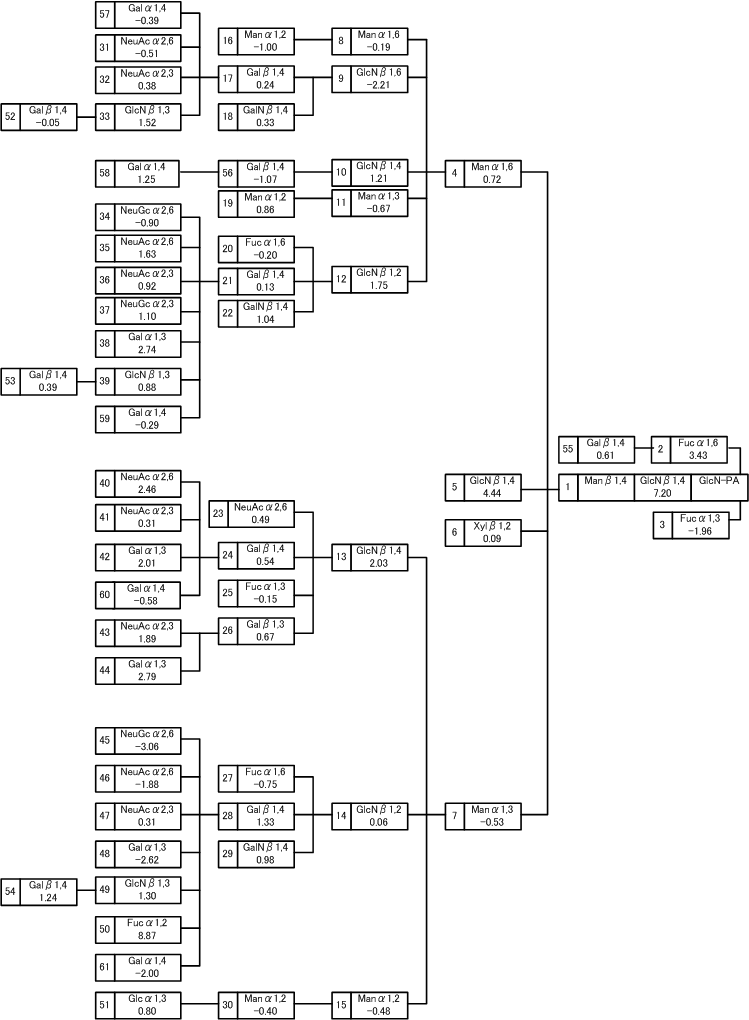 57 Gal α 1,4
−0.39
31 NeuAc α 2,6
−0.51
32 NeuAc α 2,3
0.38
52 Gal β 1,4
−0.05
33 GlcN β 1,3
1.52
16 Man α 1,2
−1.00
8 Man α 1,6
−0.19
17 Gal β 1,4
0.24
9 GlcN β 1,6
−2.21
18 GalN β 1,4
0.33
58 Gal α 1,4
1.25
56 Gal β 1,4
−1.07
10 GlcN β 1,4
1.21
4 Man α 1,6
0.72
19 Man α 1,2
0.86
11 Man α 1,3
−0.67
34 NeuGc α 2,6
−0.90
35 NeuAc α 2,6
1.63
36 NeuAc α 2,3
0.92
37 NeuGc α 2,3
1.10
38 Gal α 1,3
2.74
53 Gal β 1,4
0.39
39 GlcN β 1,3
0.88
59 Gal α 1,4
−0.29
20 Fuc α 1,6
−0.20
21 Gal β 1,4
0.13
22 GalN β 1,4
1.04
12 GlcN β 1,2
1.75
55 Gal β 1,4
0.61
2 Fuc α 1,6
3.43
5 GlcN β 1,4
4.44
1 Man β 1,4 GlcN β 1,4 GlcN−PA
7.20
6 Xyl β 1,2
0.09
3 Fuc α 1,3
−1.96
40 NeuAc α 2,6
2.46
41 NeuAc α 2,3
0.31
42 Gal α 1,3
2.01
60 Gal α 1,4
−0.58
43 NeuAc α 2,3
1.89
44 Gal α 1,3
2.79
23 NeuAc α 2,6
0.49
24 Gal β 1,4
0.54
25 Fuc α 1,3
−0.15
26 Gal β 1,3
0.67
13 GlcN β 1,4
2.03
45 NeuGc α 2,6
−3.06
46 NeuAc α 2,6
−1.88
47 NeuAc α 2,3
0.31
48 Gal α 1,3
−2.62
54 Gal β 1,4
1.24
49 GlcN β 1,3
1.30
50 Fuc α 1,2
8.87
61 Gal α 1,4
−2.00
27 Fuc α 1,6
−0.75
28 Gal β 1,4
1.33
29 GalN β 1,4
0.98
14 GlcN β 1,2
0.06
7 Man α 1,3
−0.53
51 Glc α 1,3
0.80
30 Man α 1,2
−0.40
15 Man α 1,2
−0.48